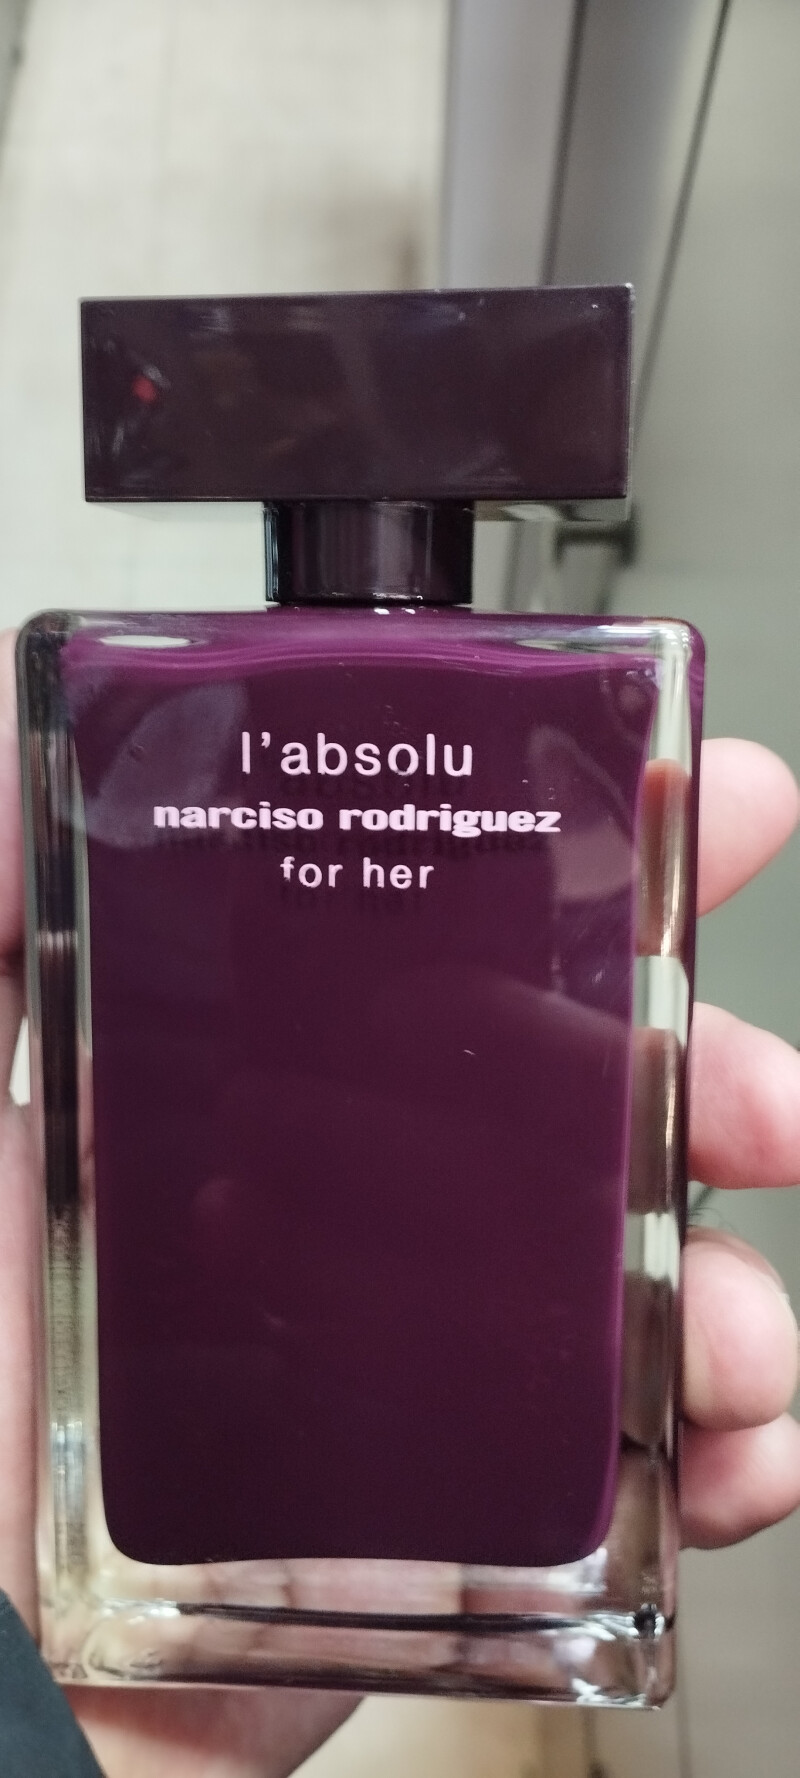 l'absolu
narciso rodriguez
for her